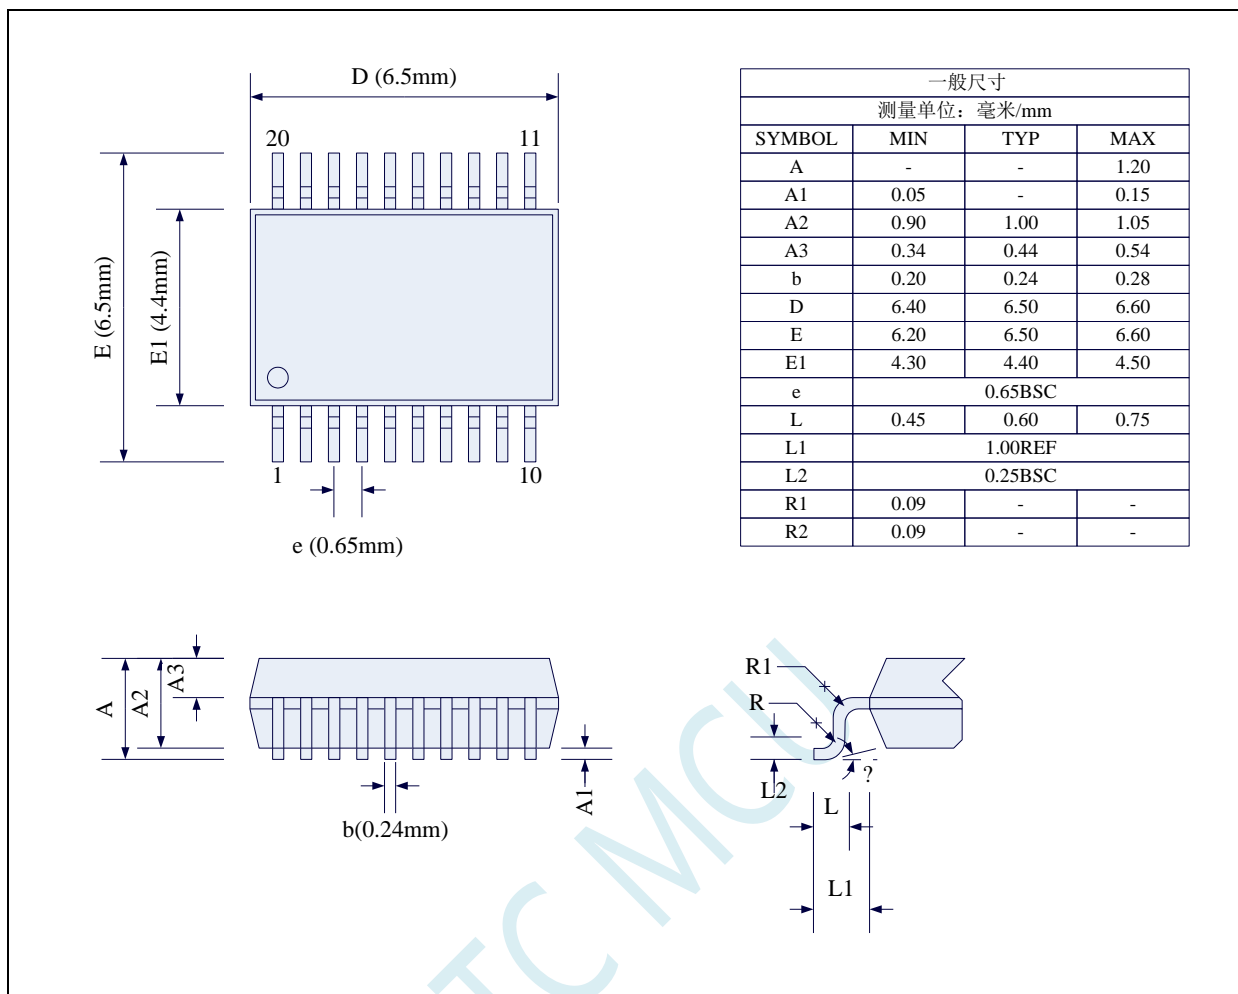 D (6.5mm)
20
11
E (6.5mm)
E1 (4.4mm)
1
10
e (0.65mm)
一般尺寸
测量单位：毫米/mm
SYMBOL MIN TYP MAX
A - - 1.20
A1 0.05 - 0.15
A2 0.90 1.00 1.05
A3 0.34 0.44 0.54
b 0.20 0.24 0.28
D 6.40 6.50 6.60
E 6.20 6.50 6.60
E1 4.30 4.40 4.50
e 0.65BSC
L 0.45 0.60 0.75
L1 1.00REF
L2 0.25BSC
R1 0.09 - -
R2 0.09 - -
A
A2
A3
A1
b(0.24mm)
R1
R
L2
?
L
L1
TC MCU